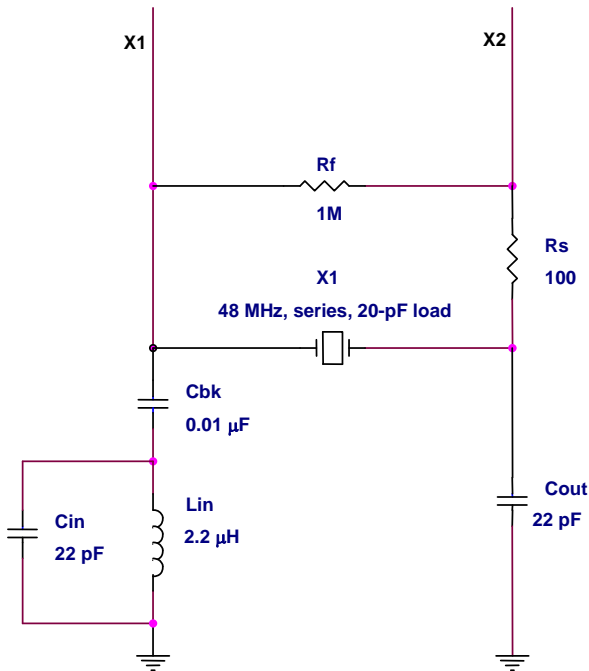 X1
X2
Rf
1M
Rs
100
X1
48 MHz, series, 20-pF load
Cbk
0.01 μF
Lin
2.2 μH
Cin
22 pF
Cout
22 pF